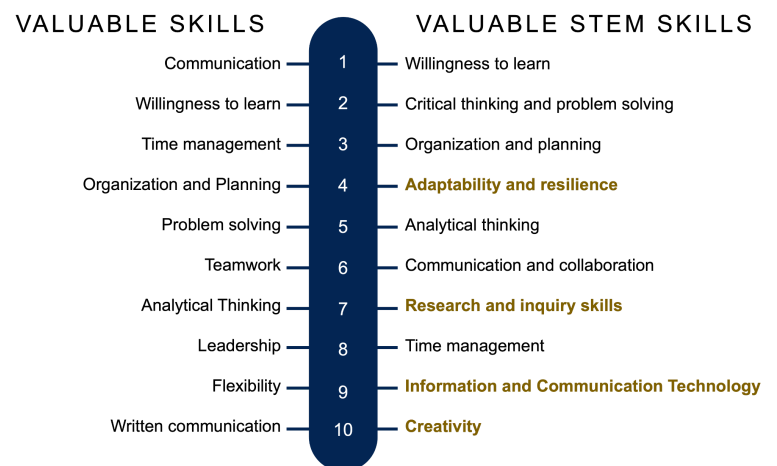 VALUABLE SKILLS
VALUABLE STEM SKILLS
Communication 1 Willingness to learn
Willingness to learn 2 Critical thinking and problem solving
Time management 3 Organization and planning
Organization and Planning 4 Adaptability and resilience
Problem solving 5 Analytical thinking
Teamwork 6 Communication and collaboration
Analytical Thinking 7 Research and inquiry skills
Leadership 8 Time management
Flexibility 9 Information and Communication Technology
Written communication 10 Creativity